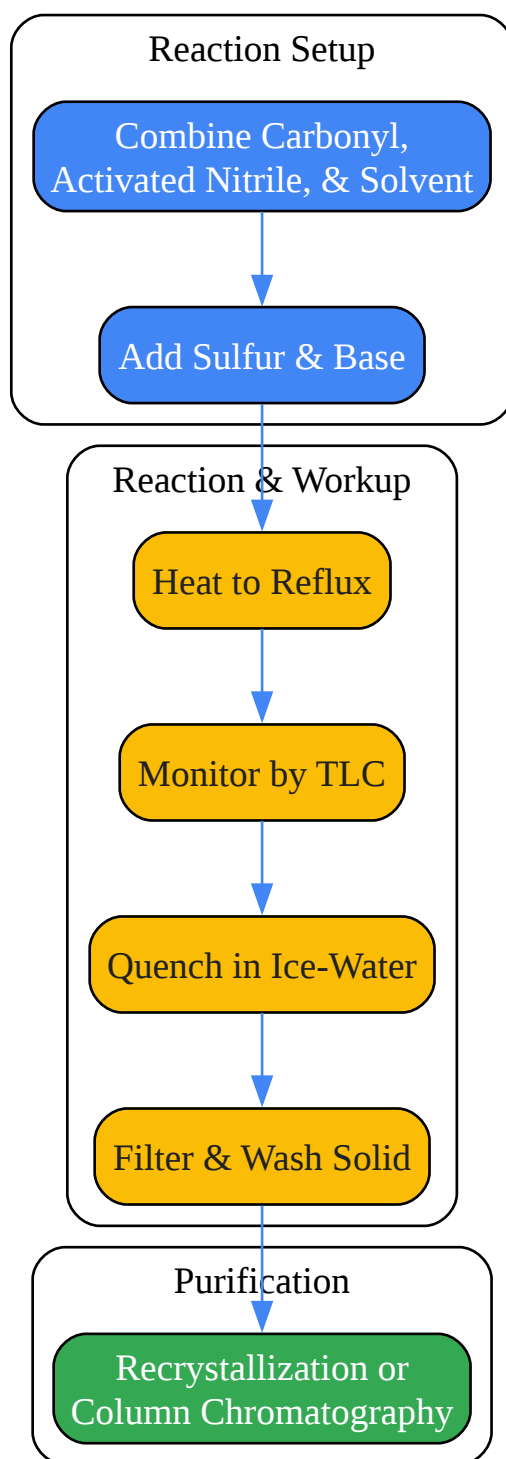 Reaction Setup
Combine Carbonyl,
Activated Nitrile, & Solvent
Add Sulfur & Base
Reaction & Workup
Heat to Reflux
Monitor by TLC
Quench in Ice-Water
Filter & Wash Solid
Purification
Recrystallization or
Column Chromatography